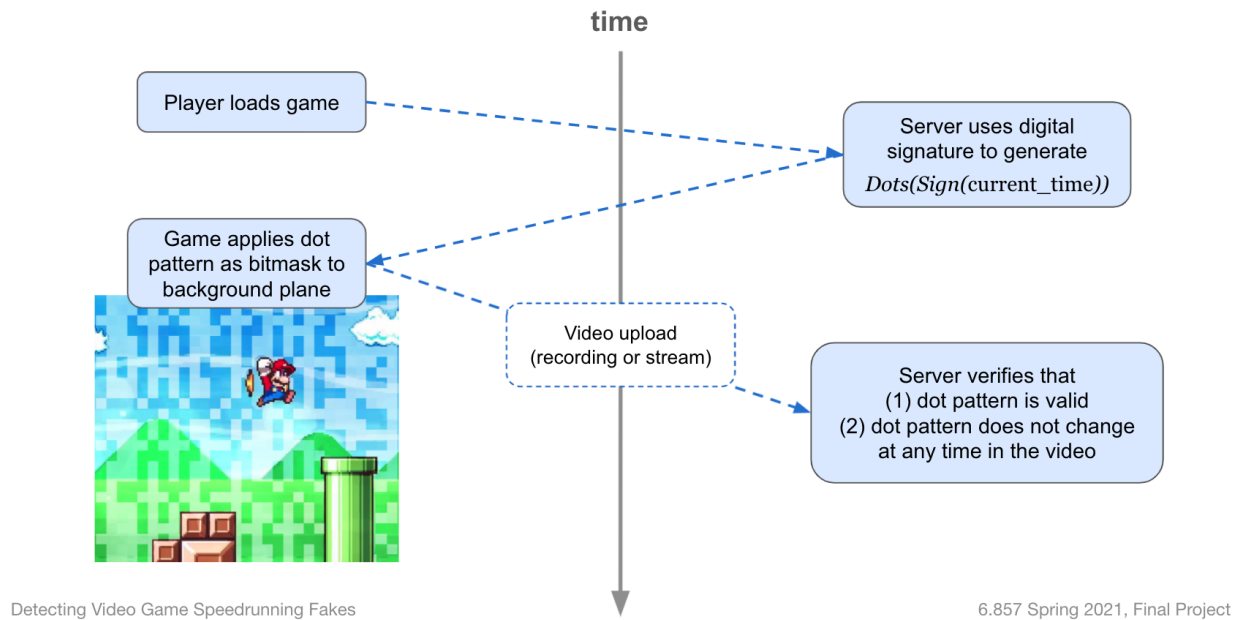 time
Player loads game
Server uses digital
signature to generate
Dots(Sign(current_time))
Game applies dot
pattern as bitmask to
background plane
Video upload
(recording or stream)
Server verifies that
(1) dot pattern is valid
(2) dot pattern does not change
at any time in the video
Detecting Video Game Speedrunning Fakes
6.857 Spring 2021, Final Project